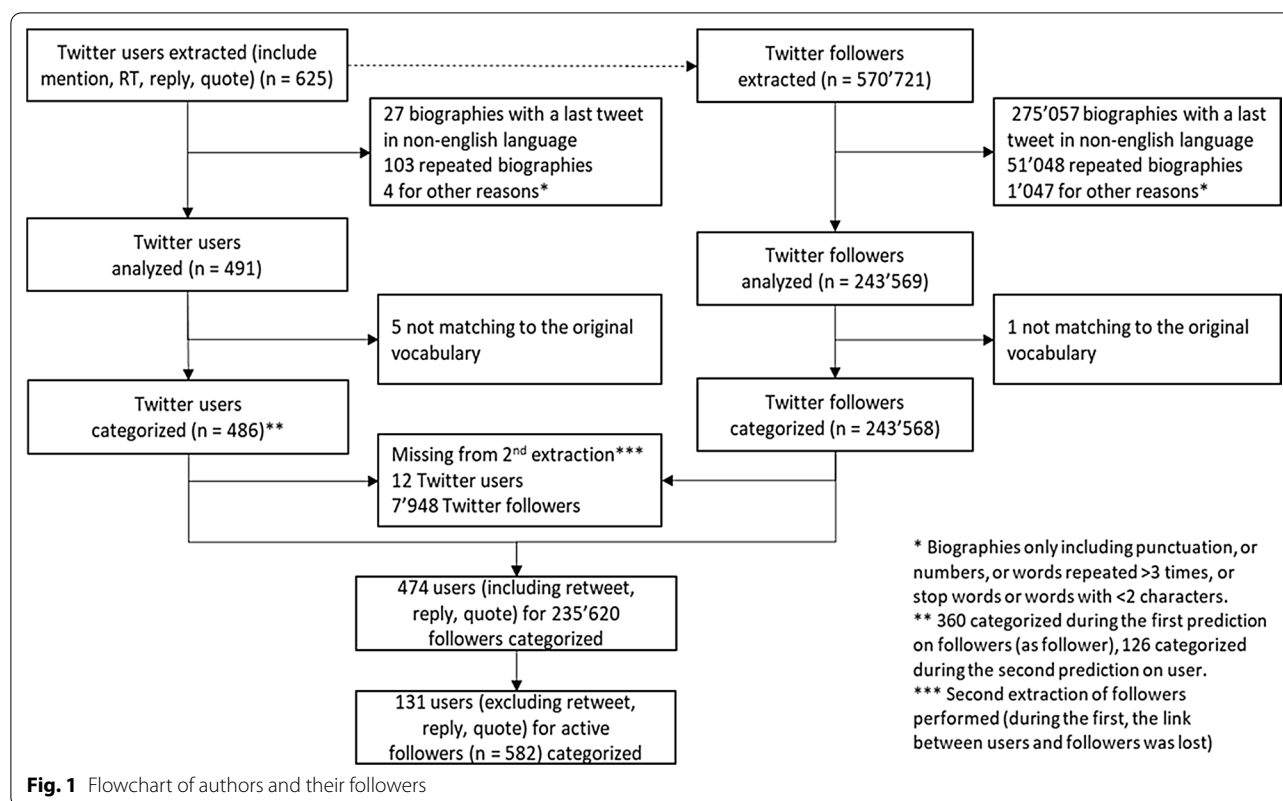 Twitter users extracted (include
mention, RT, reply, quote) (n = 625)
Twitter followers
extracted (n = 570'721)
27 biographies with a last tweet
in non-english language
103 repeated biographies
4 for other reasons*
275'057 biographies with a last
tweet in non-english language
51'048 repeated biographies
1'047 for other reasons*
Twitter users
analyzed (n = 491)
Twitter followers
analyzed (n = 243'569)
5 not matching to the original
vocabulary
1 not matching to the original
vocabulary
Twitter users
categorized (n = 486)**
Twitter followers
categorized (n = 243'568)
Missing from 2nd extraction***
12 Twitter users
7'948 Twitter followers
474 users (including retweet,
reply, quote) for 235'620
followers categorized
131 users (excluding retweet,
reply, quote) for active
followers (n = 582) categorized
* Biographies only including punctuation, or
numbers, or words repeated >3 times, or
stop words or words with <2 characters.
** 360 categorized during the first prediction
on followers (as follower), 126 categorized
during the second prediction on user.
*** Second extraction of followers
performed (during the first, the link
between users and followers was lost)
Fig. 1 Flowchart of authors and their followers